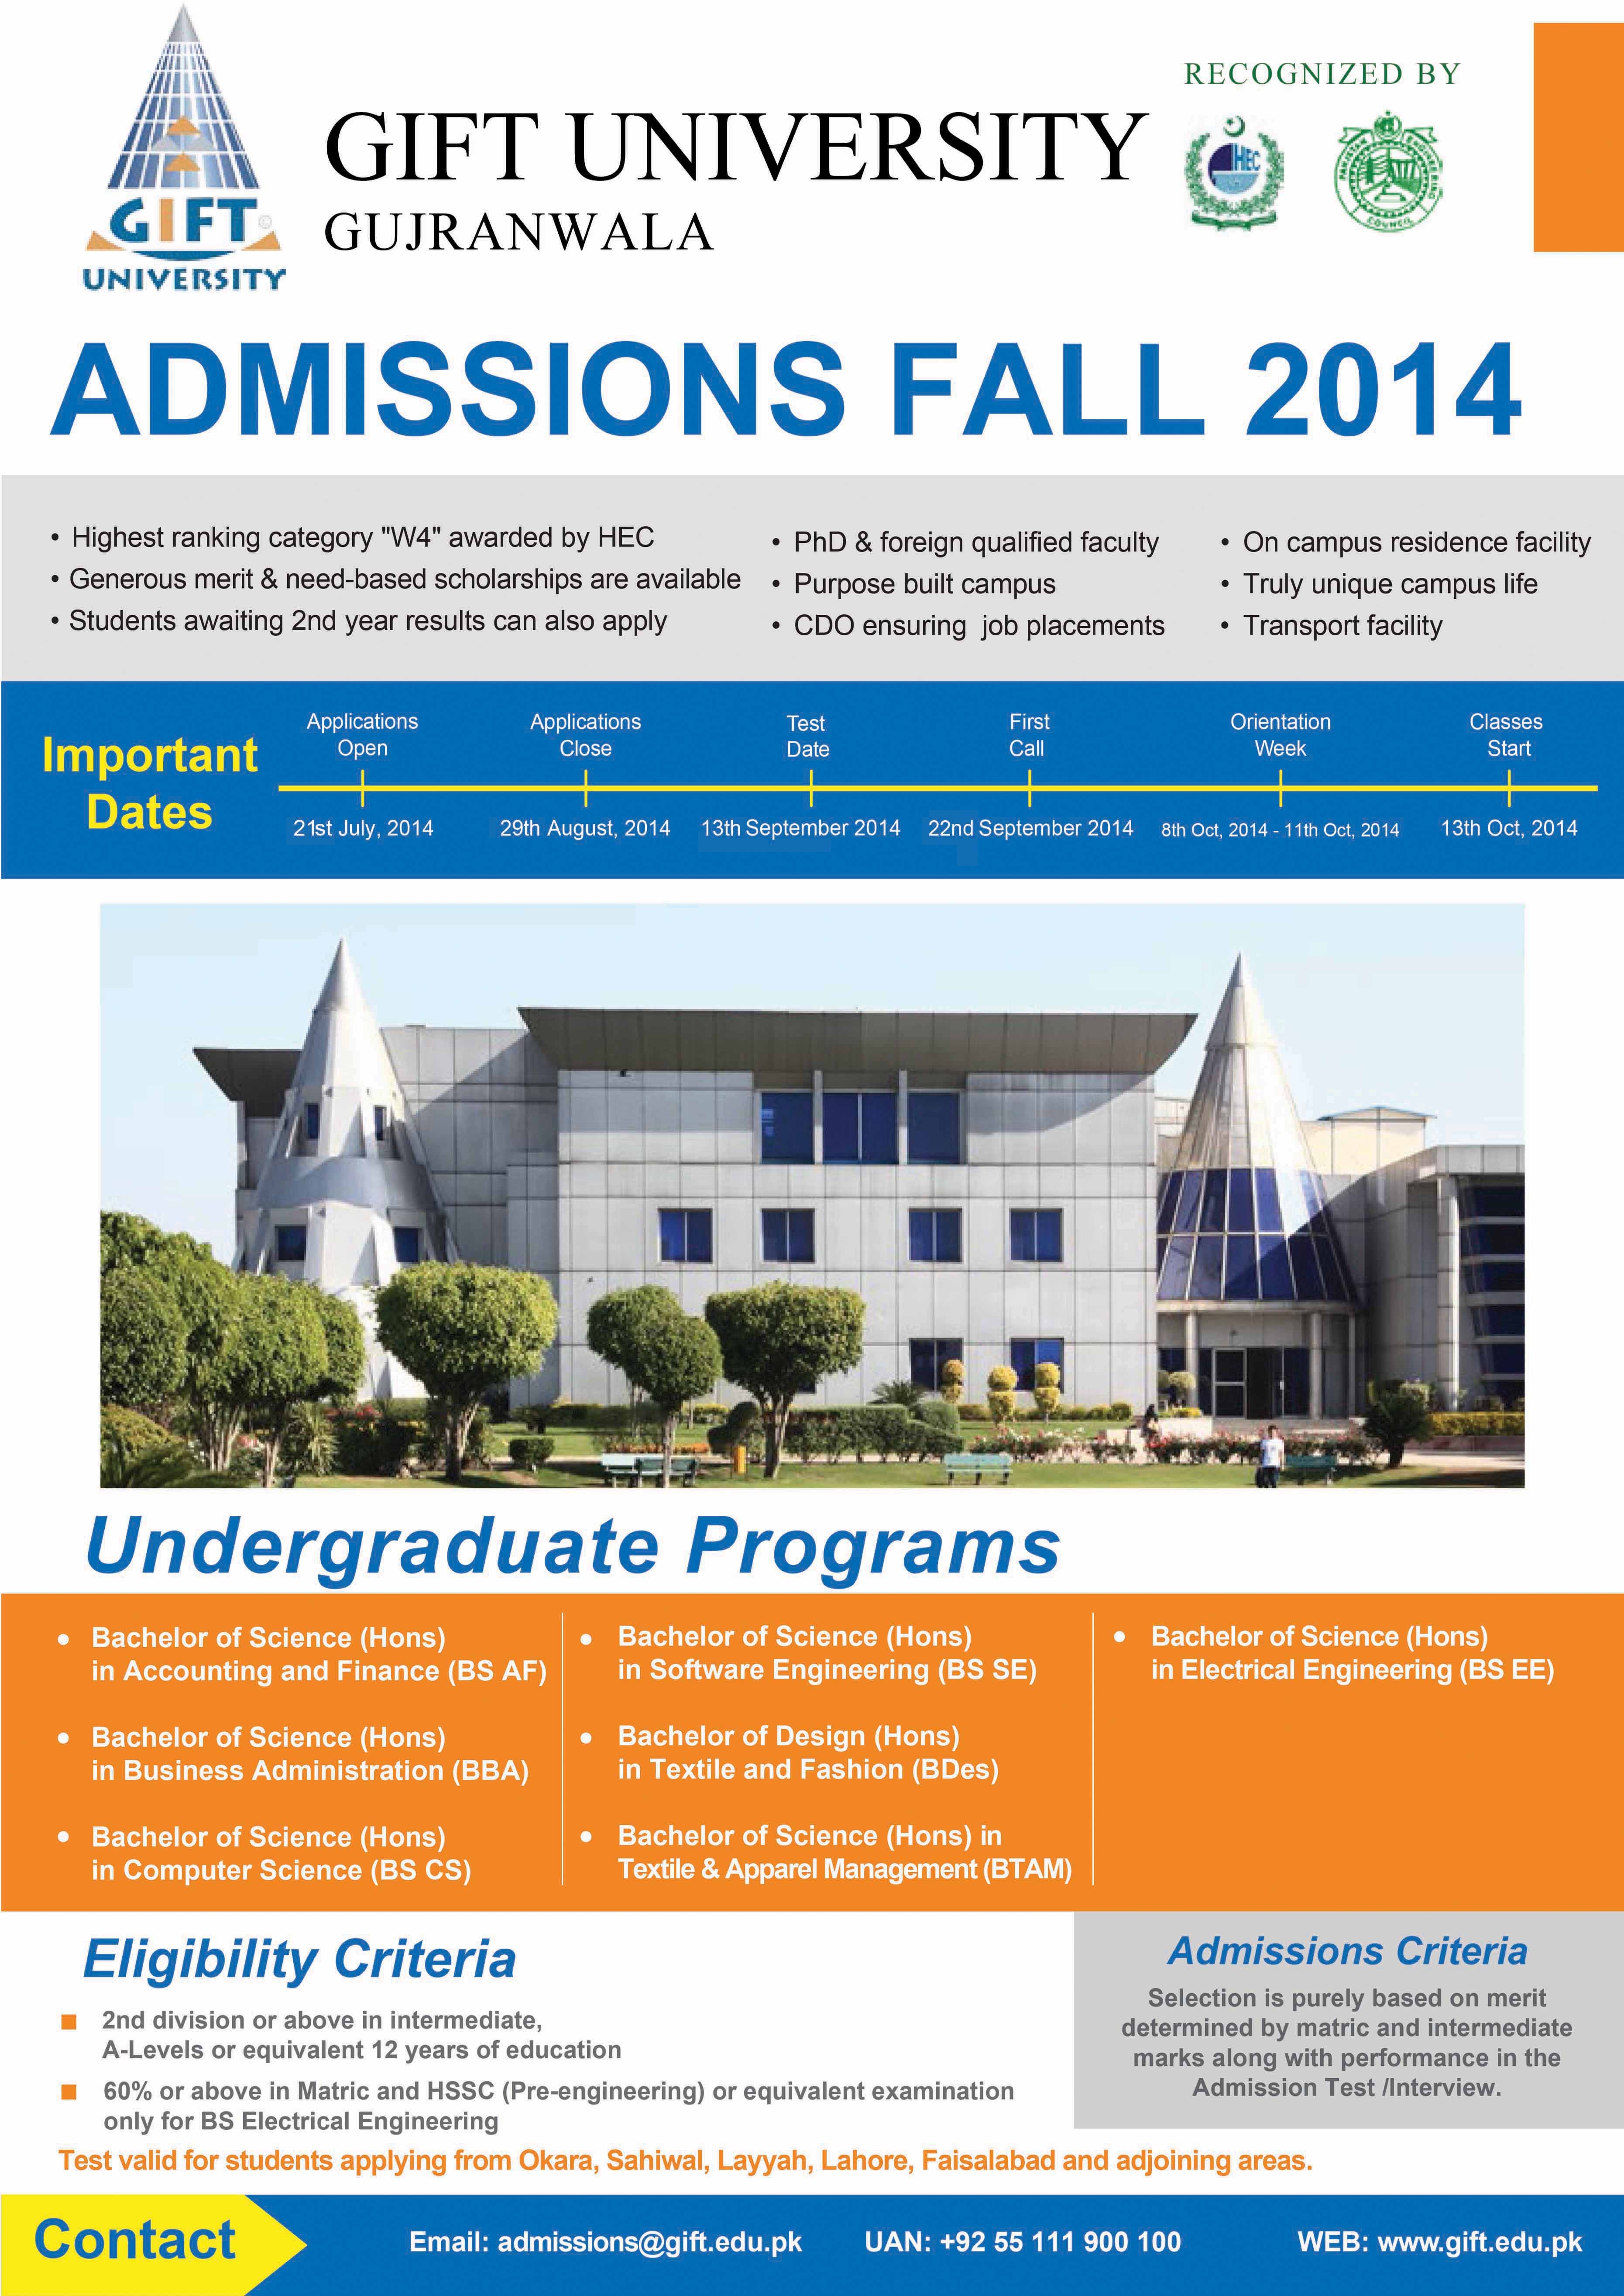 RECOGNIZED BY
GIFT UNIVERSITY
GUJRANWALA
GIFT
UNIVERSITY
HEC
PAKISTAN ENGINEERING
COUNCIL
ADMISSIONS FALL 2014
• Highest ranking category "W4" awarded by HEC
• Generous merit & need-based scholarships are available
• Students awaiting 2nd year results can also apply
• PhD & foreign qualified faculty
• Purpose built campus
• CDO ensuring job placements
• On campus residence facility
• Truly unique campus life
• Transport facility
Important
Dates
Applications
Open
21st July, 2014
Applications
Close
29th August, 2014
Test
Date
13th September 2014
First
Call
22nd September 2014
Orientation
Week
8th Oct, 2014 - 11th Oct, 2014
Classes
Start
13th Oct, 2014
Undergraduate Programs
• Bachelor of Science (Hons)
in Accounting and Finance (BS AF)
• Bachelor of Science (Hons)
in Business Administration (BBA)
• Bachelor of Science (Hons)
in Computer Science (BS CS)
• Bachelor of Science (Hons)
in Software Engineering (BS SE)
• Bachelor of Design (Hons)
in Textile and Fashion (BDes)
• Bachelor of Science (Hons) in
Textile & Apparel Management (BTAM)
• Bachelor of Science (Hons)
in Electrical Engineering (BS EE)
Eligibility Criteria
2nd division or above in intermediate,
A-Levels or equivalent 12 years of education
60% or above in Matric and HSSC (Pre-engineering) or equivalent examination
only for BS Electrical Engineering
Admissions Criteria
Selection is purely based on merit
determined by matric and intermediate
marks along with performance in the
Admission Test /Interview.
Test valid for students applying from Okara, Sahiwal, Layyah, Lahore, Faisalabad and adjoining areas.
Contact
Email: admissions@gift.edu.pk
UAN: +92 55 111 900 100
WEB: www.gift.edu.pk